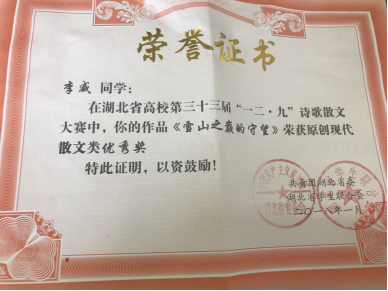 荣誉证书
李威 同学：
在湖北省高校第三十三届“一二·九”诗歌散文
大赛中，你的作品《雪山之巅的守望》荣获原创现代
散文类优秀奖
特此证明，以资鼓励！
共青团湖北省委
湖北省学生联合会
二〇一八年一月